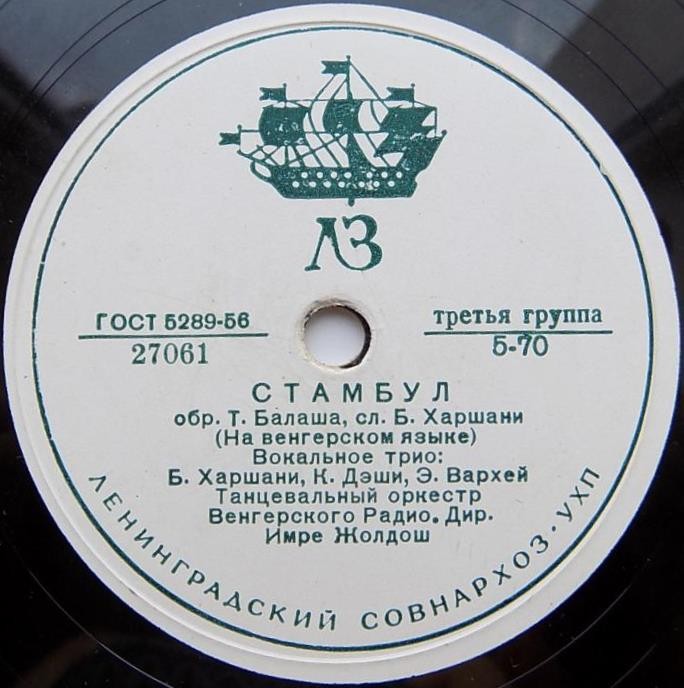 ЛЗ
ГОСТ 5289-56
27061
третья группа
5-70
СТАМБУЛ
обр. Т. Балаша, сл. Б. Харшани
(На венгерском языке)
Вокальное трио:
Б. Харшани, К. Дэши, Э. Вархей
Танцевальный оркестр
Венгерского Радио. Дир.
Имре Жолдош
ЛЕНИНГРАДСКИЙ СОВНАРХОЗ · УХП